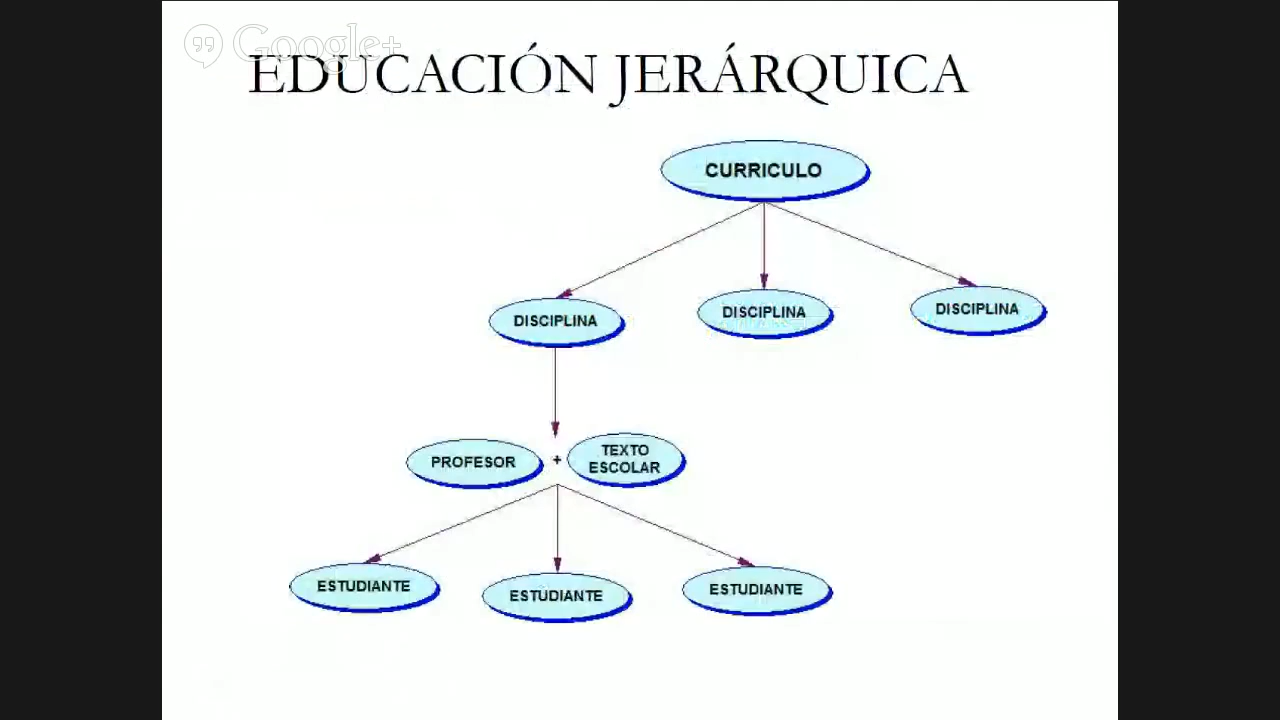 Google+
EDUCACIÓN JERÁRQUICA
CURRICULO
DISCIPLINA
DISCIPLINA
DISCIPLINA
PROFESOR
+
TEXTO
ESCOLAR
ESTUDIANTE
ESTUDIANTE
ESTUDIANTE